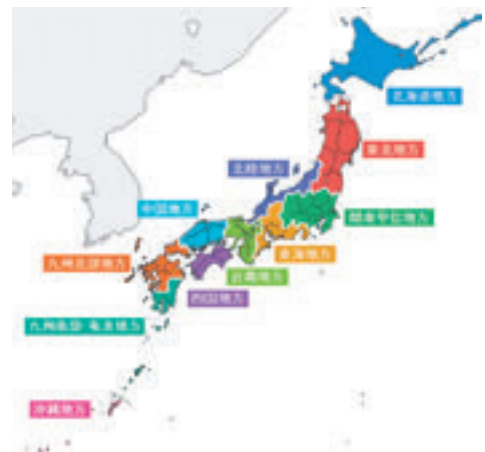 北海道地方
東北地方
北陸地方
関東甲信地方
中国地方
東海地方
九州北部地方
近畿地方
四国地方
九州南部・奄美地方
沖縄地方